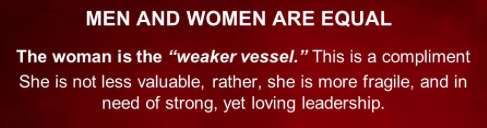 MEN AND WOMEN ARE EQUAL
The woman is the “weaker vessel.” This is a compliment
She is not less valuable, rather, she is more fragile, and in
need of strong, yet loving leadership.